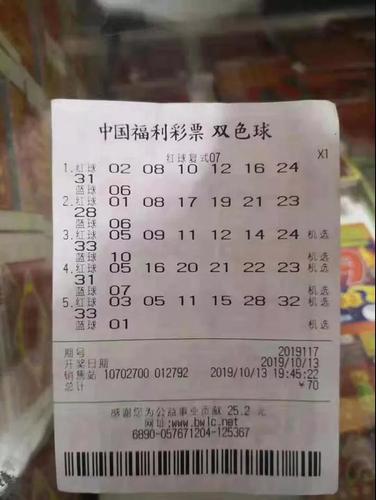 中国福利彩票 双色球
红球复式07 X1
1.红球 02 08 10 12 16 24
31
蓝球 06
2.红球 01 08 17 19 21 23
28
蓝球 06
3.红球 05 09 11 12 14 24 机选
33
蓝球 10 机选
4.红球 05 16 20 21 22 23 机选
31
蓝球 07 机选
5.红球 03 05 11 15 28 32 机选
33
蓝球 01 机选
期号 2019117
开奖日期 2019/10/13
销售站 10702700 012792 2019/10/13 19:45:22
总计 ¥70
感谢您为公益事业贡献 25.2 元
网址:www.bwlc.net
6890-057671204-125367